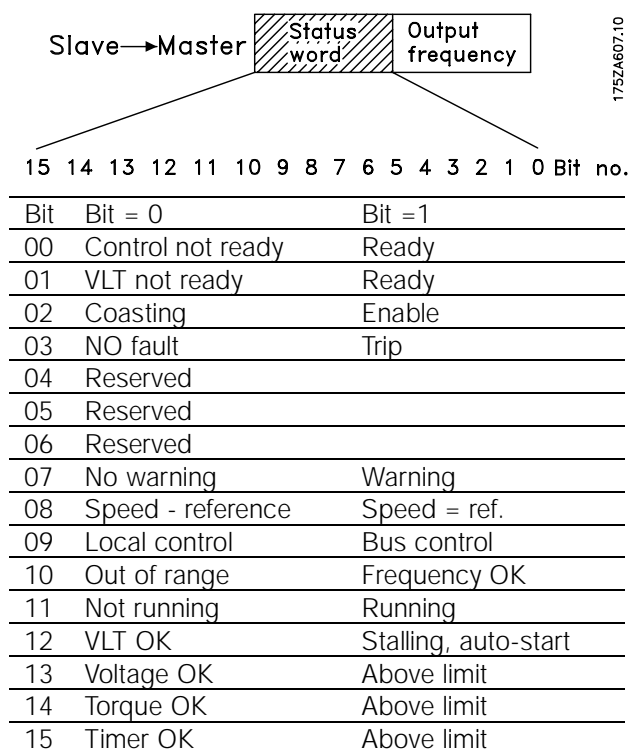 Slave→Master Status word Output frequency
175ZA607.10
15 14 13 12 11 10 9 8 7 6 5 4 3 2 1 0 Bit no.
Bit Bit = 0 Bit =1
00 Control not ready Ready
01 VLT not ready Ready
02 Coasting Enable
03 NO fault Trip
04 Reserved
05 Reserved
06 Reserved
07 No warning Warning
08 Speed - reference Speed = ref.
09 Local control Bus control
10 Out of range Frequency OK
11 Not running Running
12 VLT OK Stalling, auto-start
13 Voltage OK Above limit
14 Torque OK Above limit
15 Timer OK Above limit